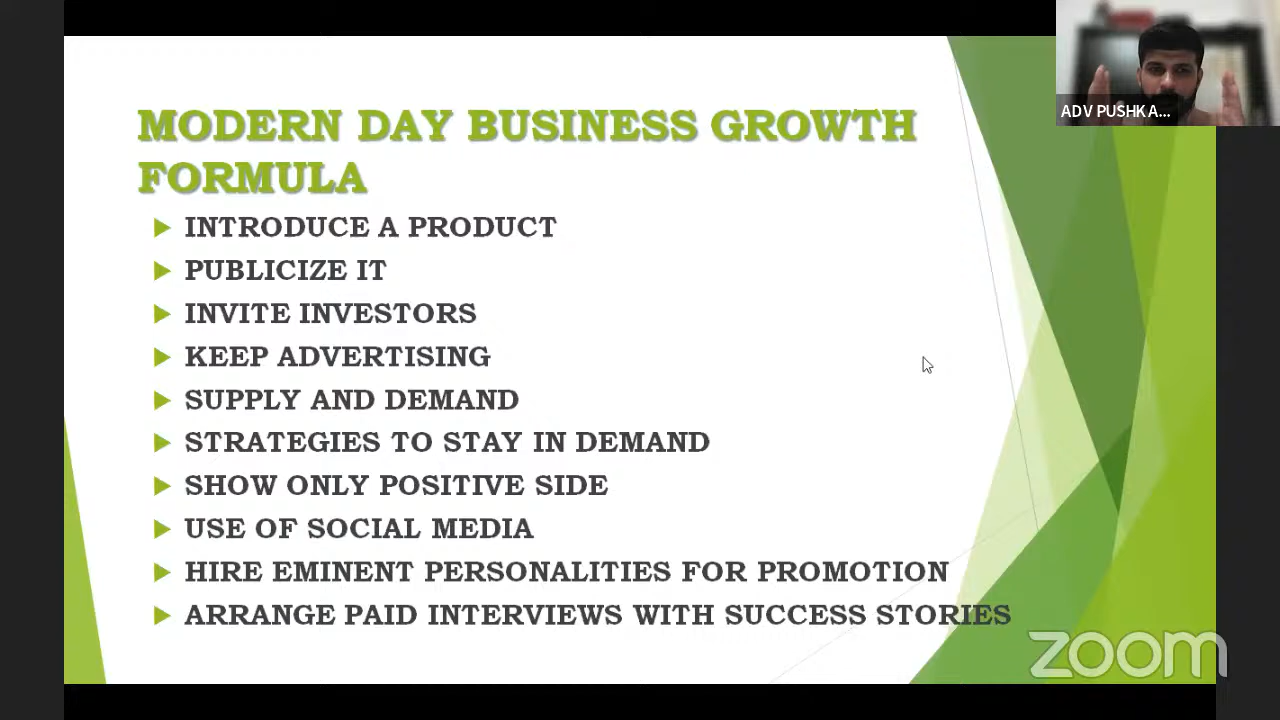 ADV PUSHKA...
MODERN DAY BUSINESS GROWTH
FORMULA
INTRODUCE A PRODUCT
PUBLICIZE IT
INVITE INVESTORS
KEEP ADVERTISING
SUPPLY AND DEMAND
STRATEGIES TO STAY IN DEMAND
SHOW ONLY POSITIVE SIDE
USE OF SOCIAL MEDIA
HIRE EMINENT PERSONALITIES FOR PROMOTION
ARRANGE PAID INTERVIEWS WITH SUCCESS STORIES
zoom